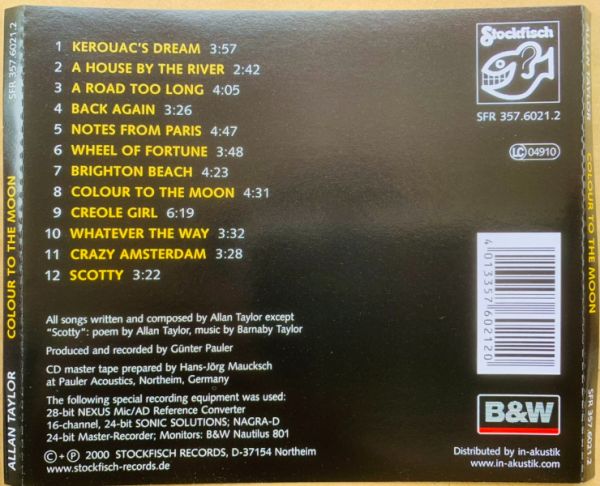 ALLAN TAYLOR COLOUR TO THE MOON SFR 357.6021.2
1 KEROUAC'S DREAM 3:57
2 A HOUSE BY THE RIVER 2:42
3 A ROAD TOO LONG 4:05
4 BACK AGAIN 3:26
5 NOTES FROM PARIS 4:47
6 WHEEL OF FORTUNE 3:48
7 BRIGHTON BEACH 4:23
8 COLOUR TO THE MOON 4:31
9 CREOLE GIRL 6:19
10 WHATEVER THE WAY 3:32
11 CRAZY AMSTERDAM 3:28
12 SCOTTY 3:22
All songs written and composed by Allan Taylor except
"Scotty": poem by Allan Taylor, music by Barnaby Taylor
Produced and recorded by Günter Pauler
CD master tape prepared by Hans-Jörg Maucksch
at Pauler Acoustics, Northeim, Germany
The following special recording equipment was used:
28-bit NEXUS Mic/AD Reference Converter
16-channel, 24-bit SONIC SOLUTIONS; NAGRA-D
24-bit Master-Recorder; Monitors: B&W Nautilus 801
©+℗ 2000 STOCKFISCH RECORDS, D-37154 Northeim
www.stockfisch-records.de
Stockfisch
SFR 357.6021.2
LC 04910
4 013357 602120
B&W
Distributed by in-akustik
www.in-akustik.com
ALLAN TAYLOR COLOUR TO THE MOON SFR 357.6021.2